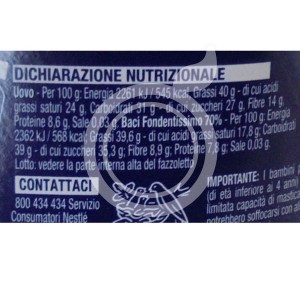 DICHIARAZIONE NUTRIZIONALE
Uovo - Per 100 g: Energia 2261 kJ / 545 kcal, Grassi 40 g - di cui acidi
grassi saturi 24 g, Carboidrati 31 g - di cui zuccheri 27 g, Fibre 14 g,
Proteine 8,6 g, Sale 0,03 g. Baci Fondentissimo 70% - Per 100 g: Energia
2362 kJ / 568 kcal, Grassi 39,6 g - di cui acidi grassi saturi 17,8 g; Carboidrati
39 g - di cui zuccheri 35,3 g; Fibre 8,9 g; Proteine 7,8 g; Sale 0,03 g.
Lotto: vedere la parte interna alta del fazzoletto
CONTATTACI
800 434 434 Servizio
Consumatori Nestlé
IMPORTANTE: I bambini
(di età inferiore ai 4 anni)
limitata capacità di mastic
potrebbero soffocarsi con